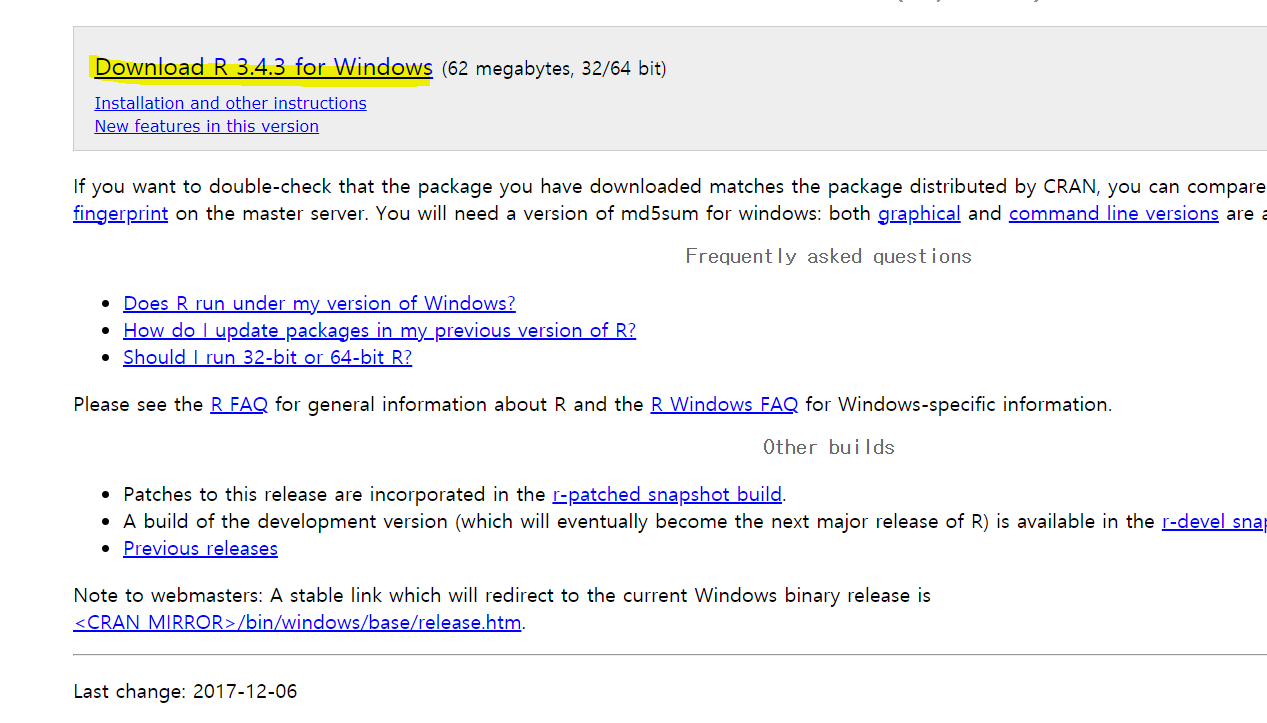 Download R 3.4.3 for Windows (62 megabytes, 32/64 bit)
Installation and other instructions
New features in this version
If you want to double-check that the package you have downloaded matches the package distributed by CRAN, you can compare
fingerprint on the master server. You will need a version of md5sum for windows: both graphical and command line versions are
Frequently asked questions
• Does R run under my version of Windows?
• How do I update packages in my previous version of R?
• Should I run 32-bit or 64-bit R?
Please see the R FAQ for general information about R and the R Windows FAQ for Windows-specific information.
Other builds
• Patches to this release are incorporated in the r-patched snapshot build.
• A build of the development version (which will eventually become the next major release of R) is available in the r-devel
• Previous releases
Note to webmasters: A stable link which will redirect to the current Windows binary release is
<CRAN MIRROR>/bin/windows/base/release.htm.
Last change: 2017-12-06